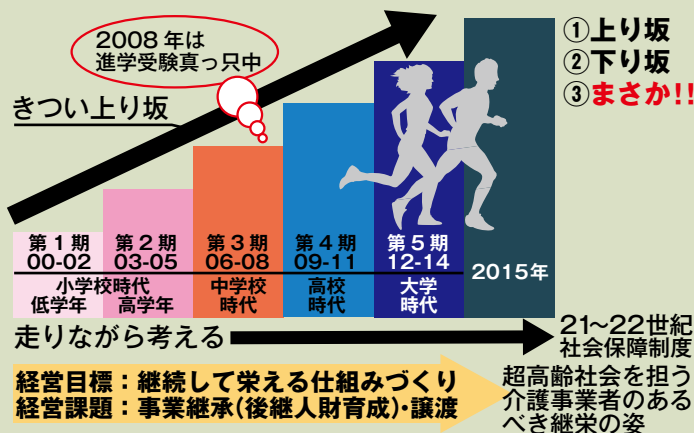 2008年は
進学受験真っ只中
きつい上り坂
①上り坂
②下り坂
③まさか!!
第1期
00-02
第2期
03-05
第3期
06-08
第4期
09-11
第5期
12-14
2015年
小学校時代
低学年 高学年
中学校
時代
高校
時代
大学
時代
走りながら考える
21〜22世紀
社会保障制度
経営目標：継続して栄える仕組みづくり
経営課題：事業継承(後継人財育成)・譲渡
超高齢社会を担う
介護事業者のある
べき継栄の姿